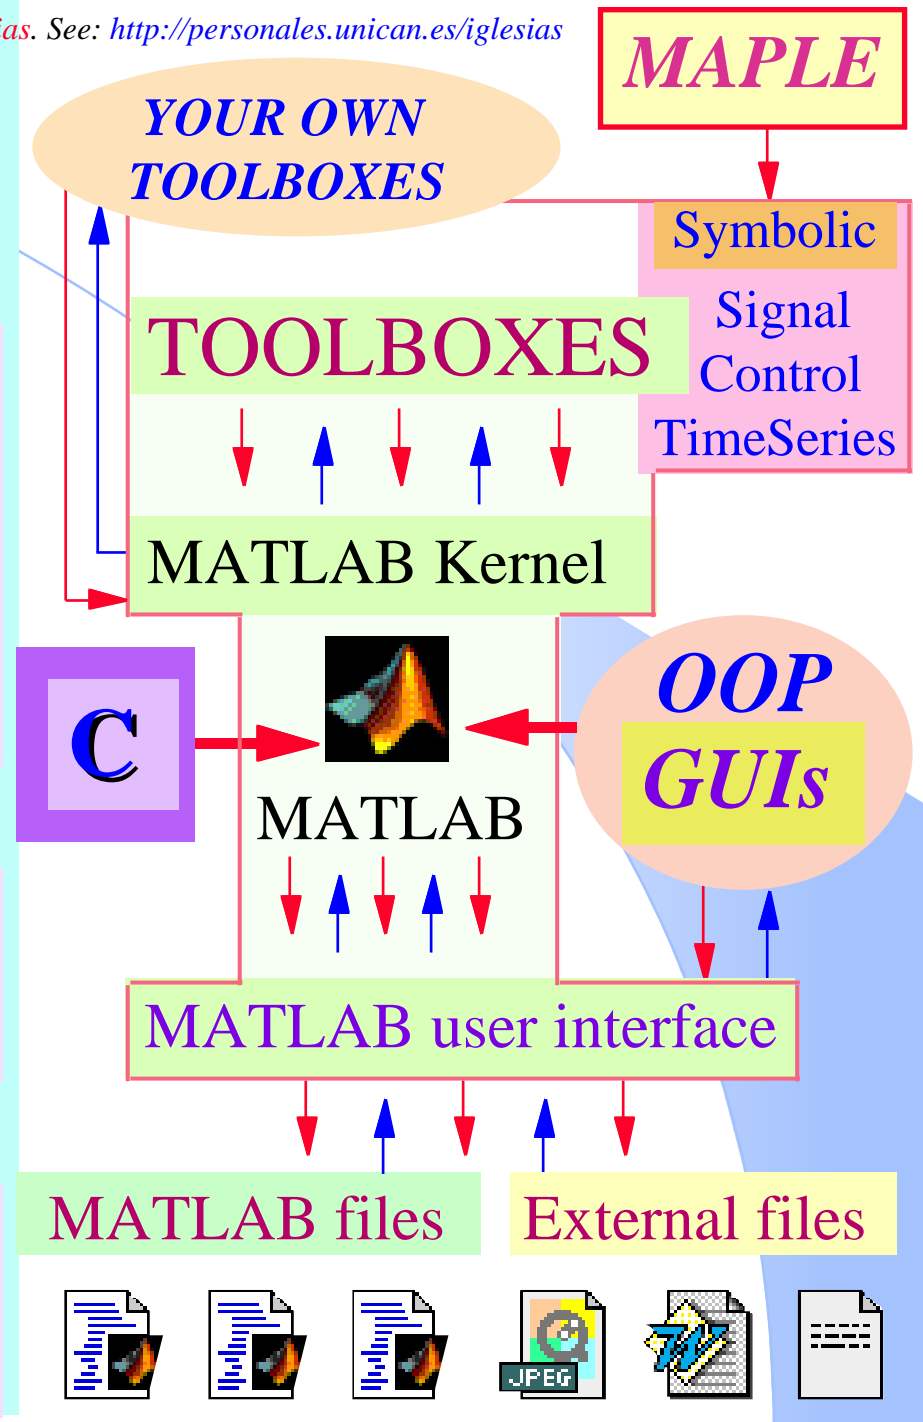 ias. See: http://personales.unican.es/iglesias
MAPLE
YOUR OWN
TOOLBOXES
Symbolic
Signal
Control
TimeSeries
TOOLBOXES
MATLAB Kernel
C
OOP
GUIs
MATLAB
MATLAB user interface
MATLAB files
External files
JPEG
W